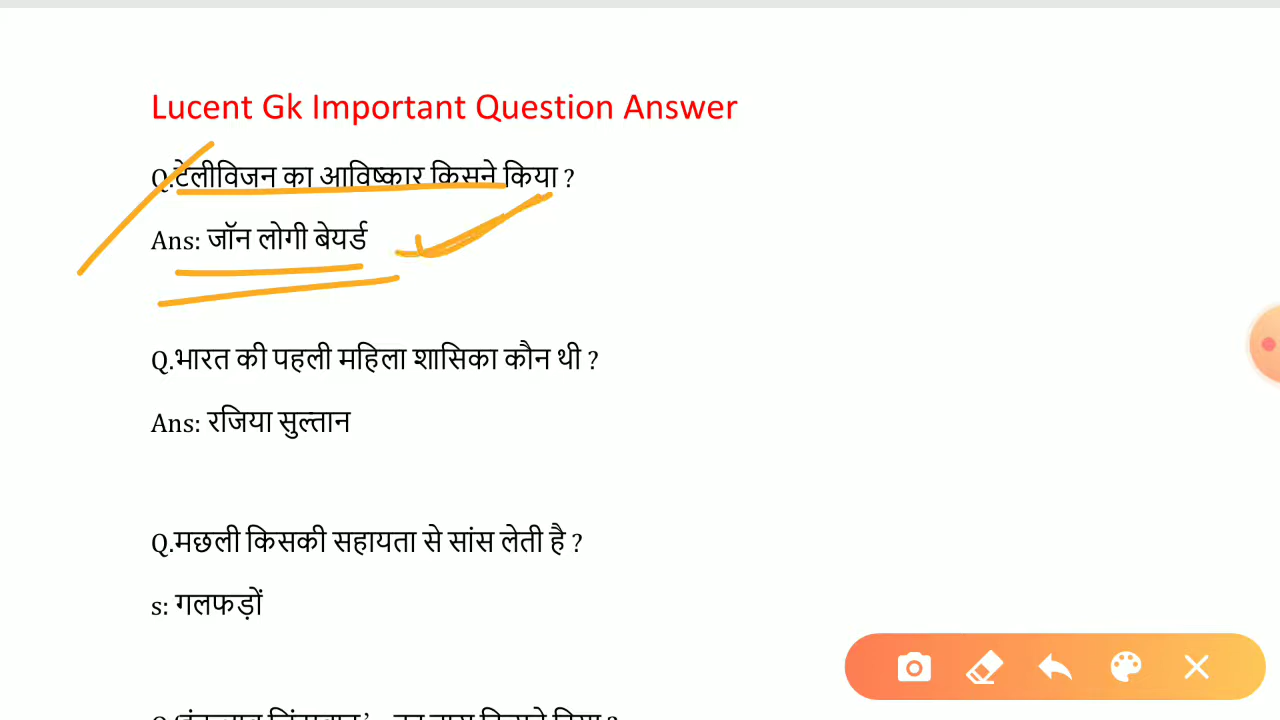 Lucent Gk Important Question Answer
Q.टेलीविजन का आविष्कार किसने किया ?
Ans: जॉन लोगी बेयर्ड
Q.भारत की पहली महिला शासिका कौन थी ?
Ans: रजिया सुल्तान
Q.मछली किसकी सहायता से सांस लेती है ?
s: गलफड़ों